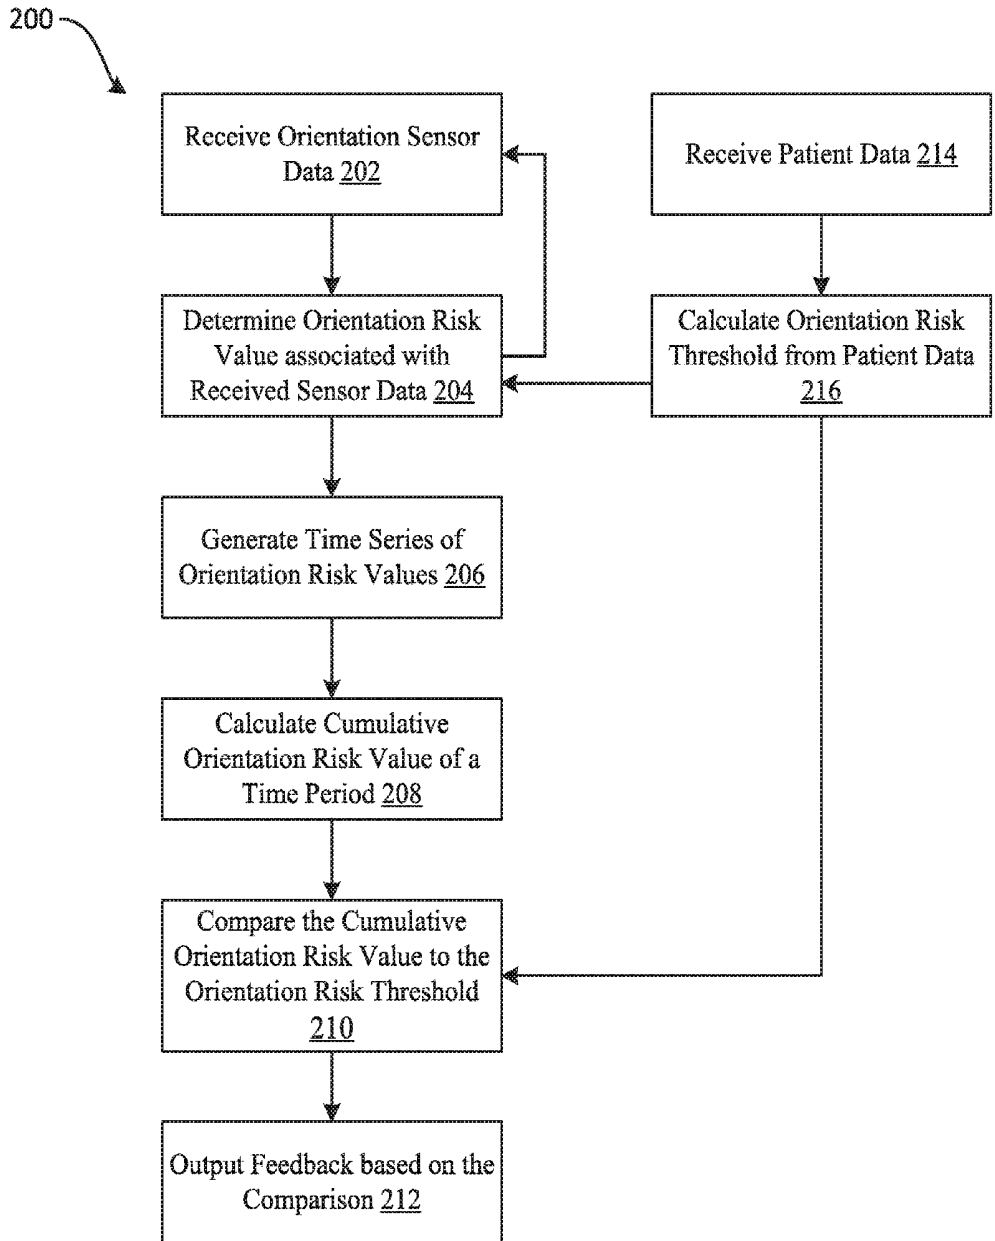 200
Receive Orientation Sensor
Data 202
Receive Patient Data 214
Determine Orientation Risk
Value associated with
Received Sensor Data 204
Calculate Orientation Risk
Threshold from Patient Data
216
Generate Time Series of
Orientation Risk Values 206
Calculate Cumulative
Orientation Risk Value of a
Time Period 208
Compare the Cumulative
Orientation Risk Value to the
Orientation Risk Threshold
210
Output Feedback based on the
Comparison 212